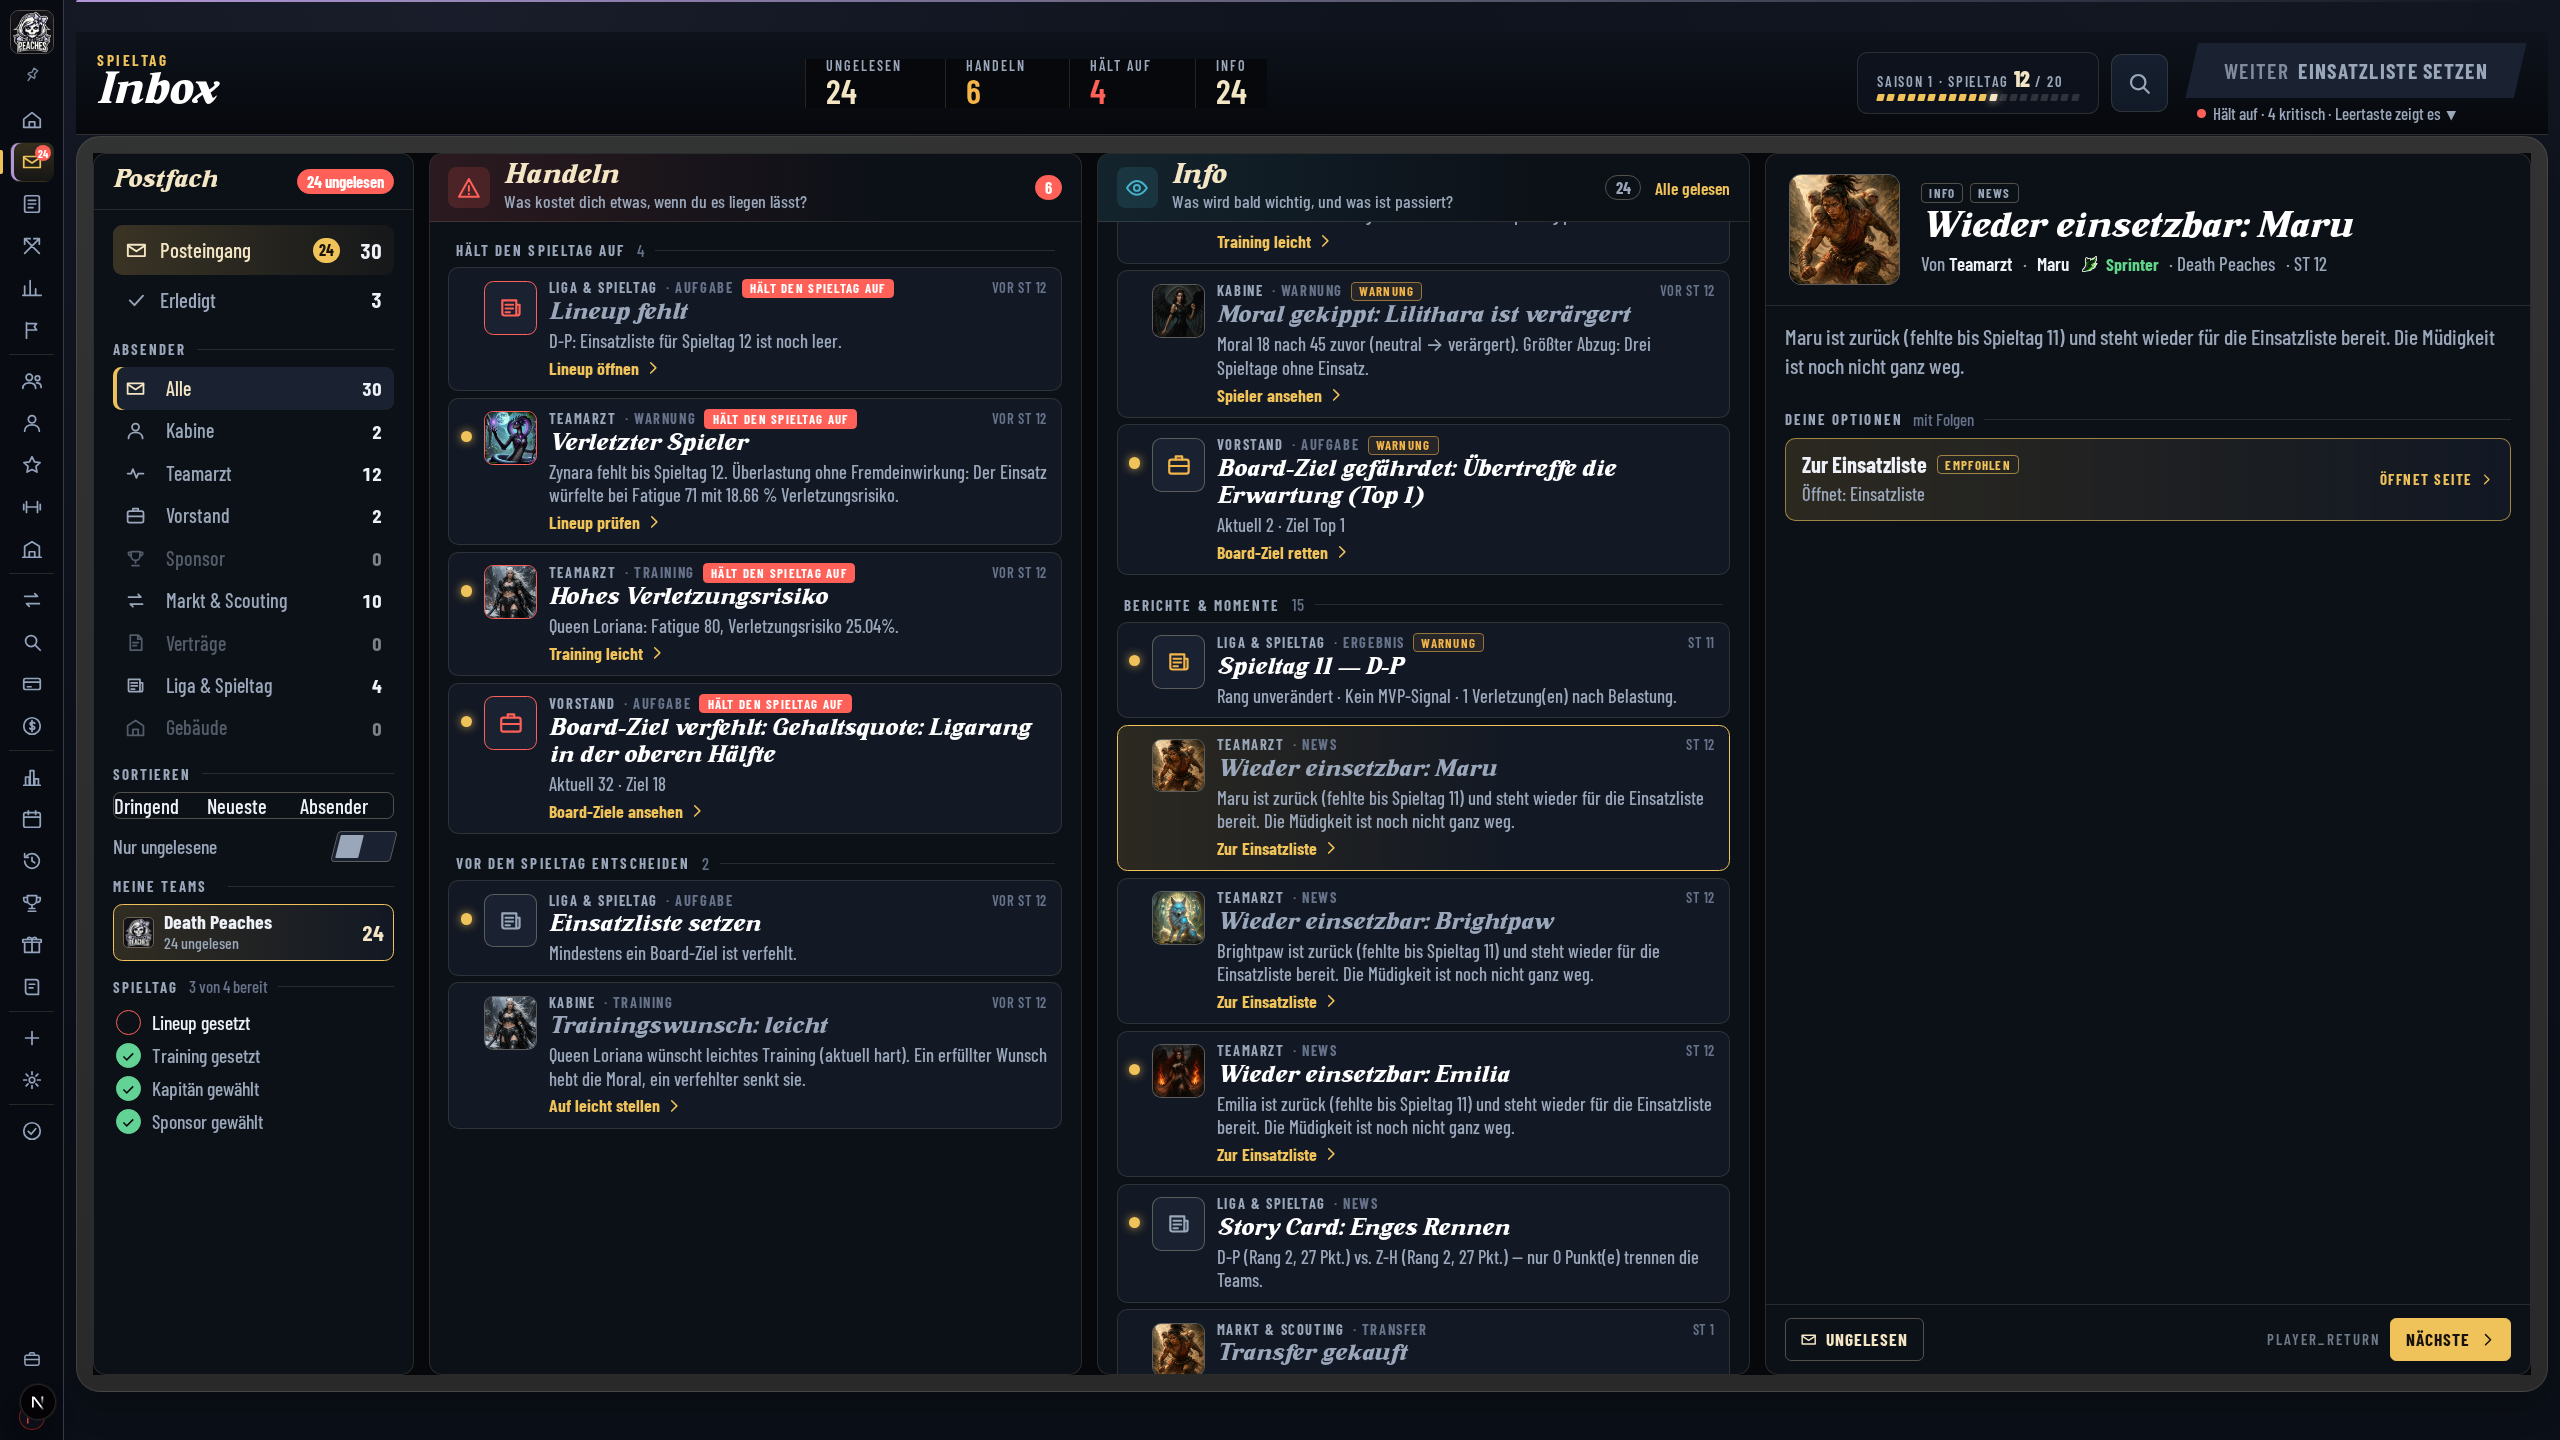 SPIELTAG
Inbox
UNGELESEN
24
HANDELN
6
HÄLT AUF
4
INFO
24
SAISON 1 · SPIELTAG 12 / 20
WEITER EINSATZLISTE SETZEN
Hält auf · 4 kritisch · Leertaste zeigt es ▼
24
Postfach
24 ungelesen
Posteingang 24 30
Erledigt 3
ABSENDER
Alle 30
Kabine 2
Teamarzt 12
Vorstand 2
Sponsor 0
Markt & Scouting 10
Verträge 0
Liga & Spieltag 4
Gebäude 0
SORTIEREN
Dringend Neueste Absender
Nur ungelesene
MEINE TEAMS
Death Peaches
24 ungelesen
24
SPIELTAG 3 von 4 bereit
Lineup gesetzt
Training gesetzt
Kapitän gewählt
Sponsor gewählt
N
Handeln
Was kostet dich etwas, wenn du es liegen lässt?
6
HÄLT DEN SPIELTAG AUF 4
LIGA & SPIELTAG · AUFGABE HÄLT DEN SPIELTAG AUF VOR ST 12
Lineup fehlt
D-P: Einsatzliste für Spieltag 12 ist noch leer.
Lineup öffnen
TEAMARZT · WARNUNG HÄLT DEN SPIELTAG AUF VOR ST 12
Verletzter Spieler
Zynara fehlt bis Spieltag 12. Überlastung ohne Fremdeinwirkung: Der Einsatz
würfelte bei Fatigue 71 mit 18.66 % Verletzungsrisiko.
Lineup prüfen
TEAMARZT · TRAINING HÄLT DEN SPIELTAG AUF VOR ST 12
Hohes Verletzungsrisiko
Queen Loriana: Fatigue 80, Verletzungsrisiko 25.04%.
Training leicht
VORSTAND · AUFGABE HÄLT DEN SPIELTAG AUF
Board-Ziel verfehlt: Gehaltsquote: Ligarang
in der oberen Hälfte
Aktuell 32 · Ziel 18
Board-Ziele ansehen
VOR DEM SPIELTAG ENTSCHEIDEN 2
LIGA & SPIELTAG · AUFGABE VOR ST 12
Einsatzliste setzen
Mindestens ein Board-Ziel ist verfehlt.
KABINE · TRAINING VOR ST 12
Trainingswunsch: leicht
Queen Loriana wünscht leichtes Training (aktuell hart). Ein erfüllter Wunsch
hebt die Moral, ein verfehlter senkt sie.
Auf leicht stellen
Info
Was wird bald wichtig, und was ist passiert?
24 Alle gelesen
Training leicht
KABINE · WARNUNG WARNUNG VOR ST 12
Moral gekippt: Lilithara ist verärgert
Moral 18 nach 45 zuvor (neutral → verärgert). Größter Abzug: Drei
Spieltage ohne Einsatz.
Spieler ansehen
VORSTAND · AUFGABE WARNUNG
Board-Ziel gefährdet: Übertreffe die
Erwartung (Top 1)
Aktuell 2 · Ziel Top 1
Board-Ziel retten
BERICHTE & MOMENTE 15
LIGA & SPIELTAG · ERGEBNIS WARNUNG ST 11
Spieltag 11 — D-P
Rang unverändert · Kein MVP-Signal · 1 Verletzung(en) nach Belastung.
TEAMARZT · NEWS ST 12
Wieder einsetzbar: Maru
Maru ist zurück (fehlte bis Spieltag 11) und steht wieder für die Einsatzliste
bereit. Die Müdigkeit ist noch nicht ganz weg.
Zur Einsatzliste
TEAMARZT · NEWS ST 12
Wieder einsetzbar: Brightpaw
Brightpaw ist zurück (fehlte bis Spieltag 11) und steht wieder für die
Einsatzliste bereit. Die Müdigkeit ist noch nicht ganz weg.
Zur Einsatzliste
TEAMARZT · NEWS ST 12
Wieder einsetzbar: Emilia
Emilia ist zurück (fehlte bis Spieltag 11) und steht wieder für die Einsatzliste
bereit. Die Müdigkeit ist noch nicht ganz weg.
Zur Einsatzliste
LIGA & SPIELTAG · NEWS
Story Card: Enges Rennen
D-P (Rang 2, 27 Pkt.) vs. Z-H (Rang 2, 27 Pkt.) — nur 0 Punkt(e) trennen die
Teams.
MARKT & SCOUTING · TRANSFER ST 1
Transfer gekauft
INFO NEWS
Wieder einsetzbar: Maru
Von Teamarzt · Maru Sprinter · Death Peaches · ST 12
Maru ist zurück (fehlte bis Spieltag 11) und steht wieder für die Einsatzliste bereit. Die Müdigkeit
ist noch nicht ganz weg.
DEINE OPTIONEN mit Folgen
Zur Einsatzliste EMPFOHLEN
Öffnet: Einsatzliste
ÖFFNET SEITE
UNGELESEN
PLAYER_RETURN
NÄCHSTE